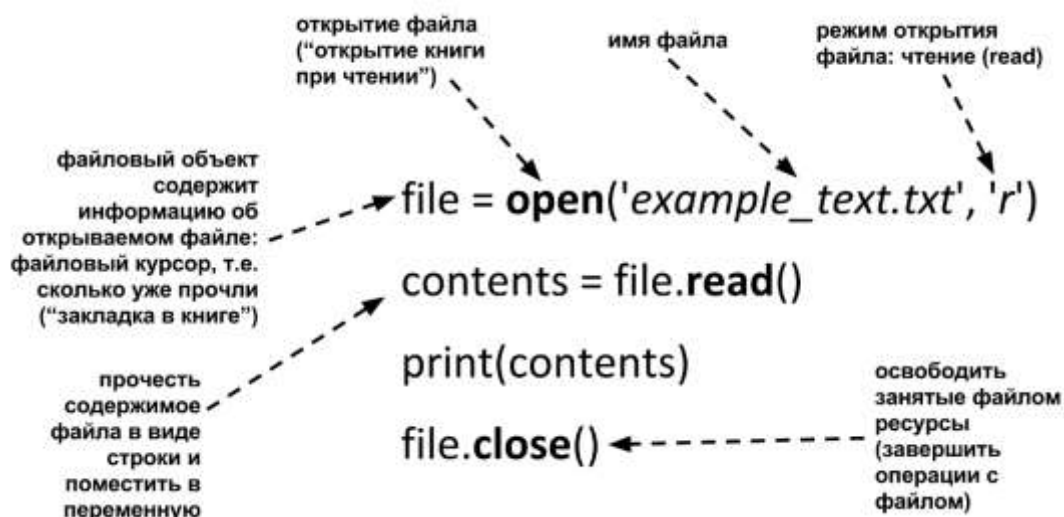 открытие файла
(“открытие книги
при чтении”)
имя файла
режим открытия
файла: чтение (read)
файловый объект
содержит
информацию об
открываемом файле:
файловый курсор, т.е.
сколько уже прочли
(“закладка в книге”)
file = open('example_text.txt', 'r')
contents = file.read()
print(contents)
file.close()
прочесть
содержимое
файла в виде
строки и
поместить в
переменную
освободить
занятые файлом
ресурсы
(завершить
операции с
файлом)